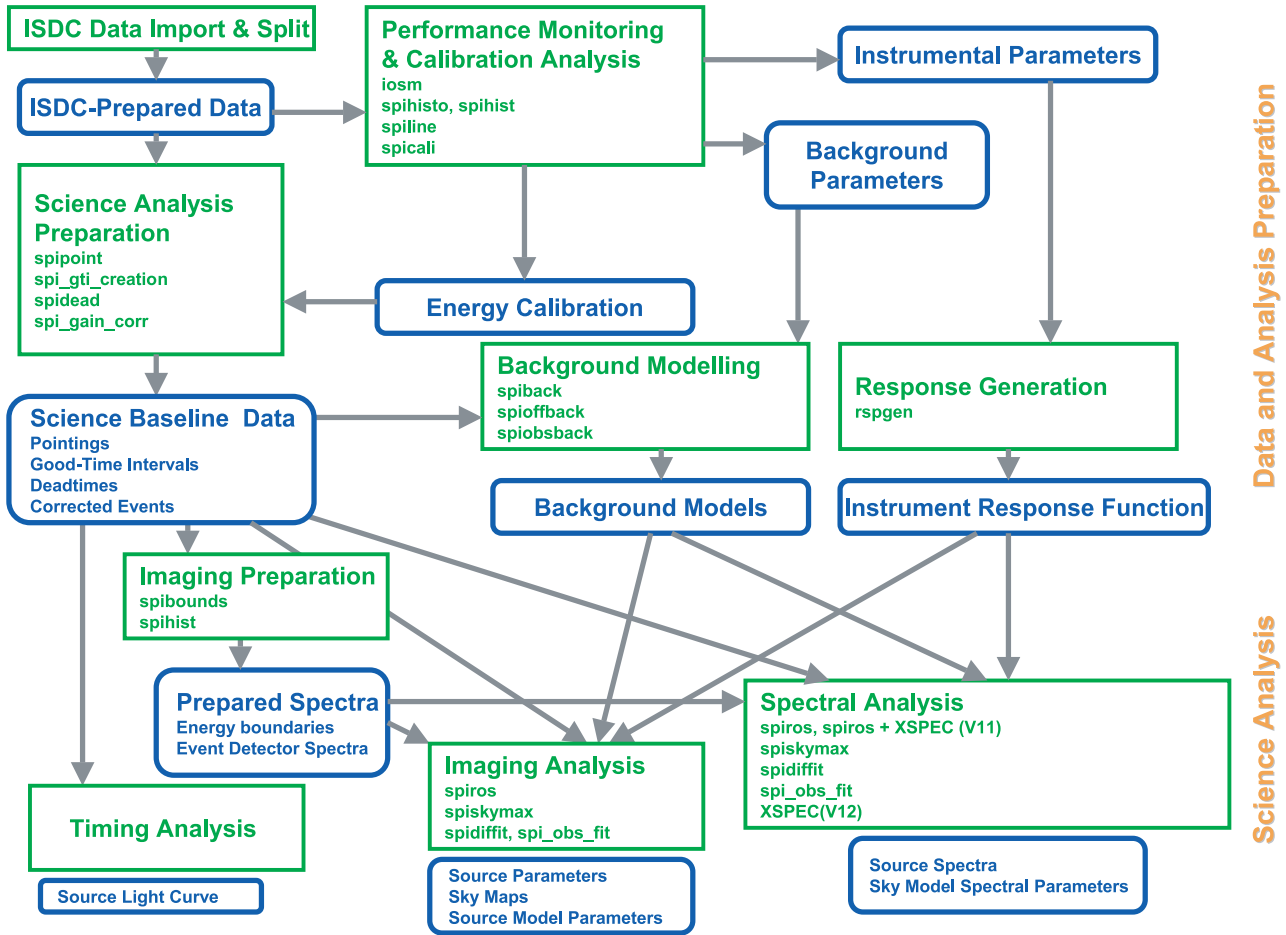 ISDC Data Import & Split
ISDC-Prepared Data
Performance Monitoring
& Calibration Analysis
iosm
spihisto, spihist
spiline
spicali
Instrumental Parameters
Background
Parameters
Science Analysis
Preparation
spipoint
spi_gti_creation
spidead
spi_gain_corr
Energy Calibration
Science Baseline Data
Pointings
Good-Time Intervals
Deadtimes
Corrected Events
Background Modelling
spiback
spioffback
spiobsback
Response Generation
rspgen
Background Models
Instrument Response Function
Imaging Preparation
spibounds
spihist
Prepared Spectra
Energy boundaries
Event Detector Spectra
Timing Analysis
Source Light Curve
Imaging Analysis
spiros
spiskymax
spidiffit, spi_obs_fit
Source Parameters
Sky Maps
Source Model Parameters
Spectral Analysis
spiros, spiros + XSPEC (V11)
spiskymax
spidiffit
spi_obs_fit
XSPEC(V12)
Source Spectra
Sky Model Spectral Parameters
Data and Analysis Preparation
Science Analysis